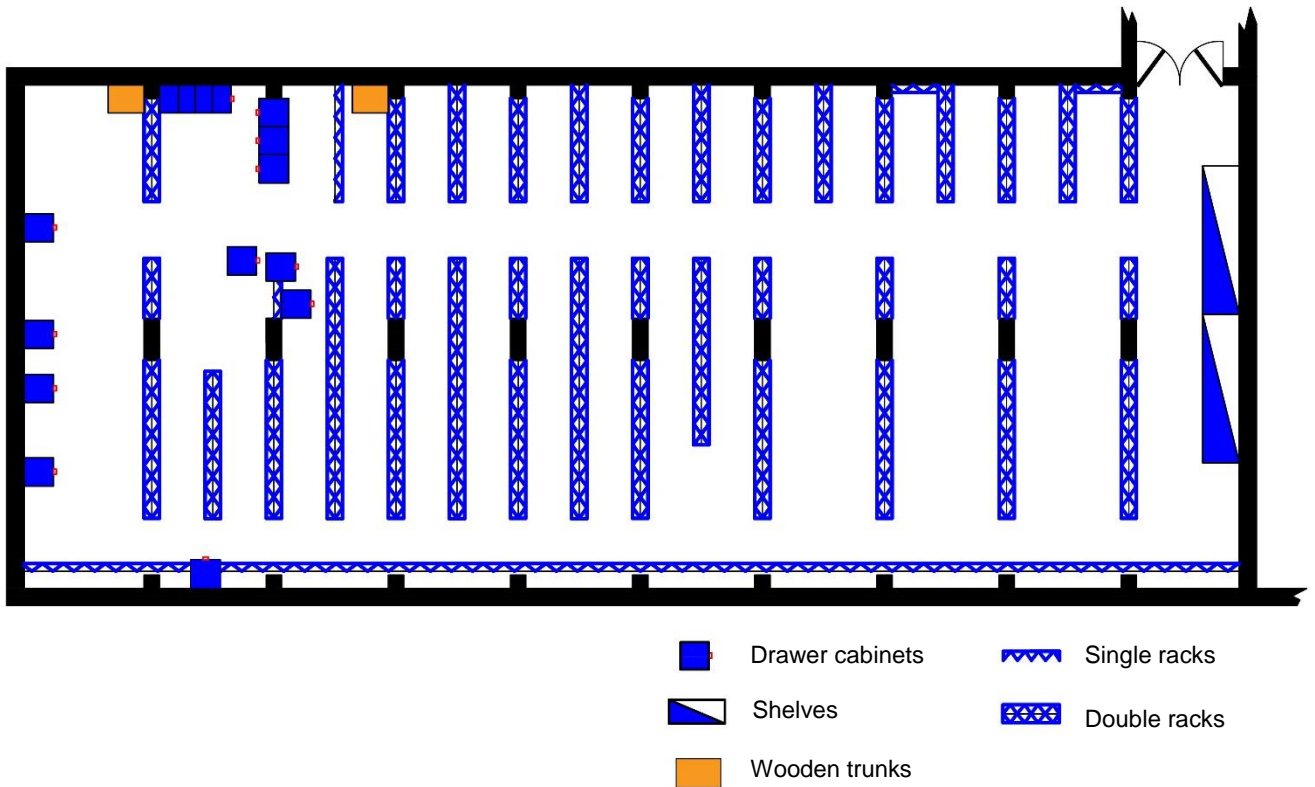 Drawer cabinets
Single racks
Shelves
Double racks
Wooden trunks